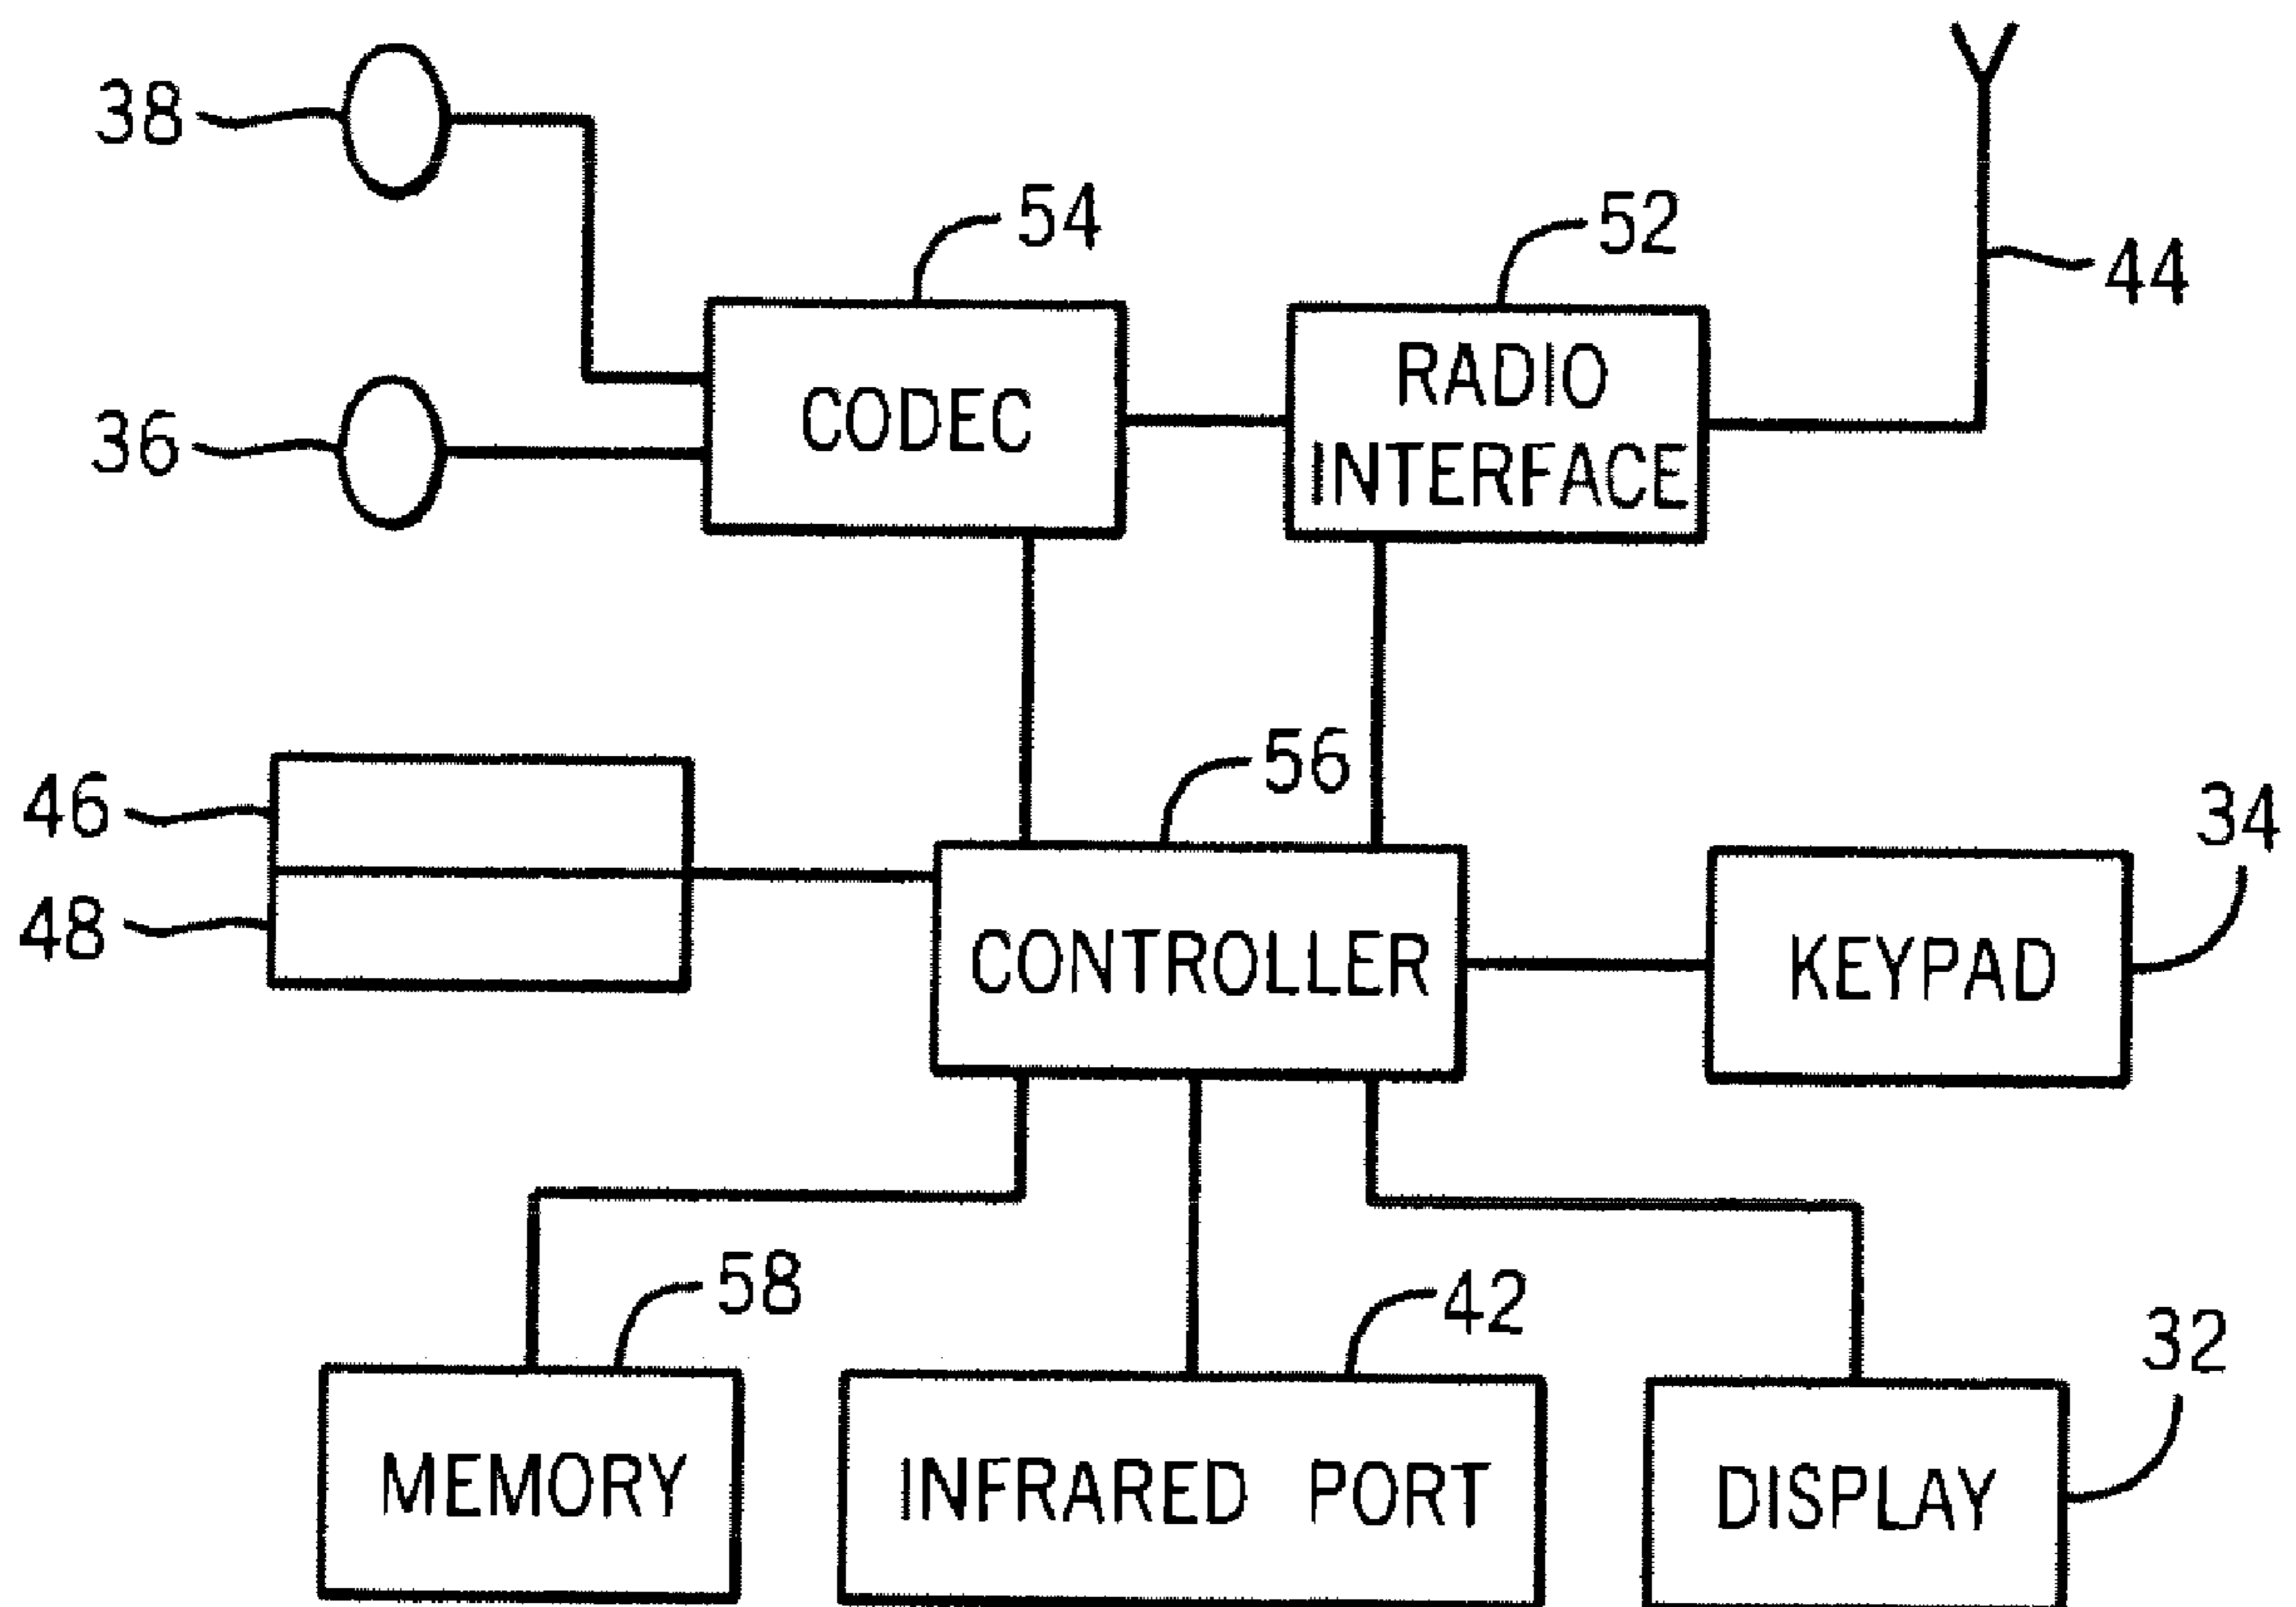 38
54
52
44
CODEC
RADIO
INTERFACE
36
46
56
34
48
CONTROLLER
KEYPAD
58
42
32
MEMORY
INFRARED PORT
DISPLAY